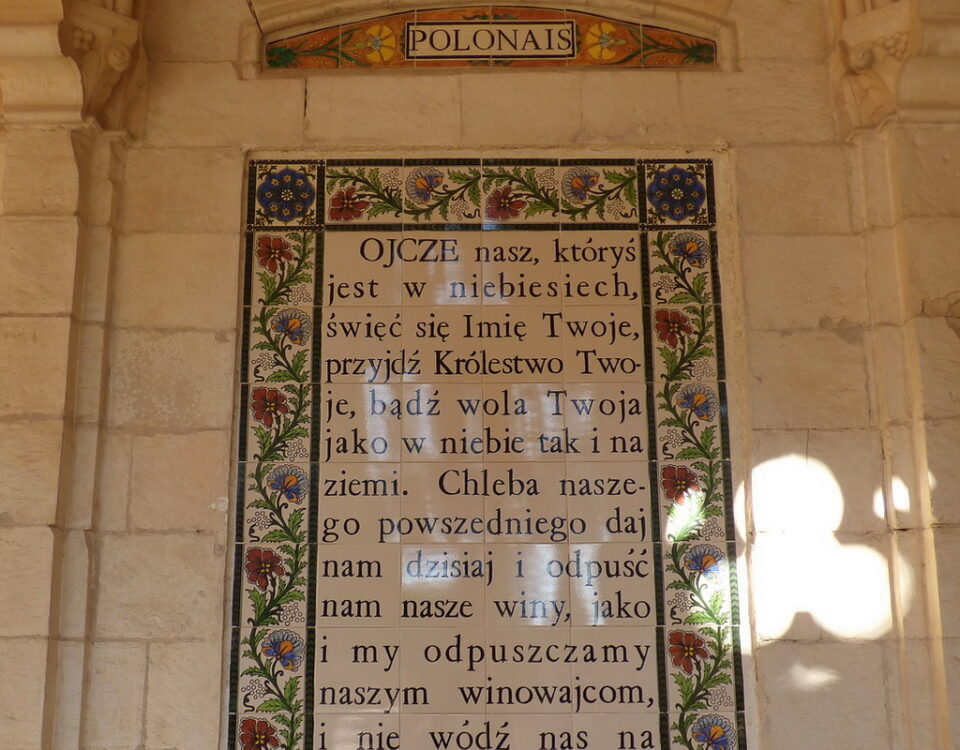 POLONAIS
OJCZE nasz, któryś
jest w niebiesiech,
święć się Imię Twoje,
przyjdź Królestwo Two-
je, bądź wola Twoja
jako w niebie tak i na
ziemi. Chleba nasze-
go powszedniego daj
nam dzisiaj i odpuść
nam nasze winy, jako
i my odpuszczamy
naszym winowajcom,
i nie wódź nas na